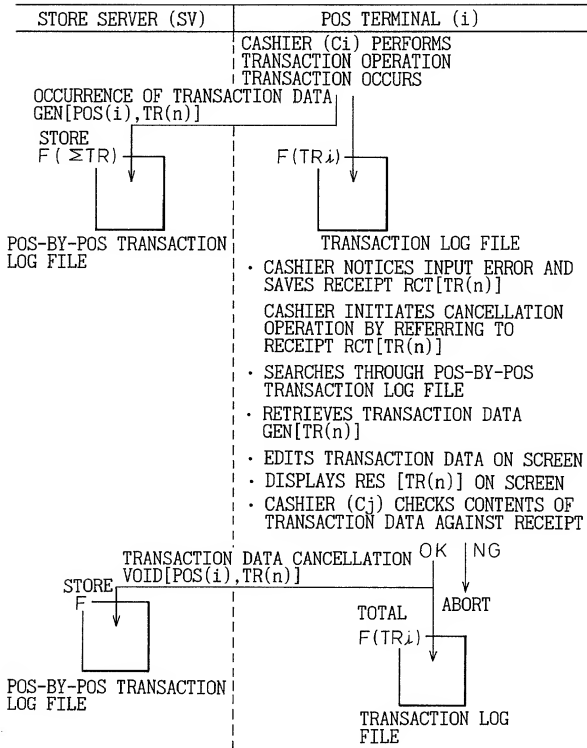 STORE SERVER (SV)
POS TERMINAL (i)
CASHIER (Ci) PERFORMS
TRANSACTION OPERATION
TRANSACTION OCCURS
OCCURRENCE OF TRANSACTION DATA
GEN[POS(i),TR(n)]
STORE
F(ΣTR)
F(TRi)
POS-BY-POS TRANSACTION
LOG FILE
TRANSACTION LOG FILE
· CASHIER NOTICES INPUT ERROR AND
SAVES RECEIPT RCT[TR(n)]
CASHIER INITIATES CANCELLATION
OPERATION BY REFERRING TO
RECEIPT RCT[TR(n)]
· SEARCHES THROUGH POS-BY-POS
TRANSACTION LOG FILE
· RETRIEVES TRANSACTION DATA
GEN[TR(n)]
· EDITS TRANSACTION DATA ON SCREEN
· DISPLAYS RES [TR(n)] ON SCREEN
· CASHIER (Cj) CHECKS CONTENTS OF
TRANSACTION DATA AGAINST RECEIPT
OK
NG
TRANSACTION DATA CANCELLATION
VOID[POS(i),TR(n)]
STORE
F
ABORT
TOTAL
F(TRi)
POS-BY-POS TRANSACTION
LOG FILE
TRANSACTION LOG
FILE